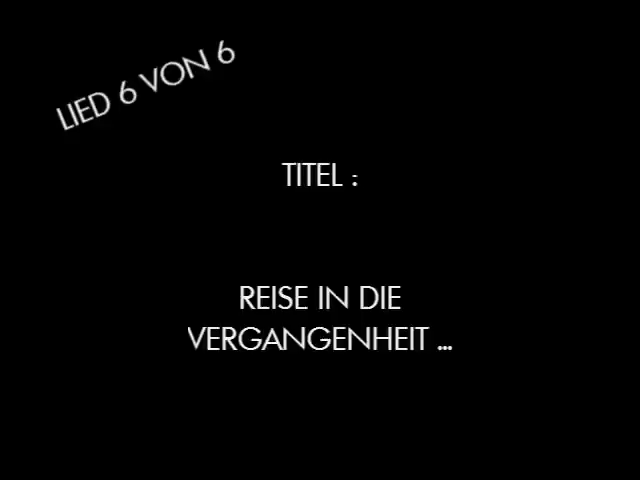 LIED 6 VON 6
TITEL :
REISE IN DIE
VERGANGENHEIT ...